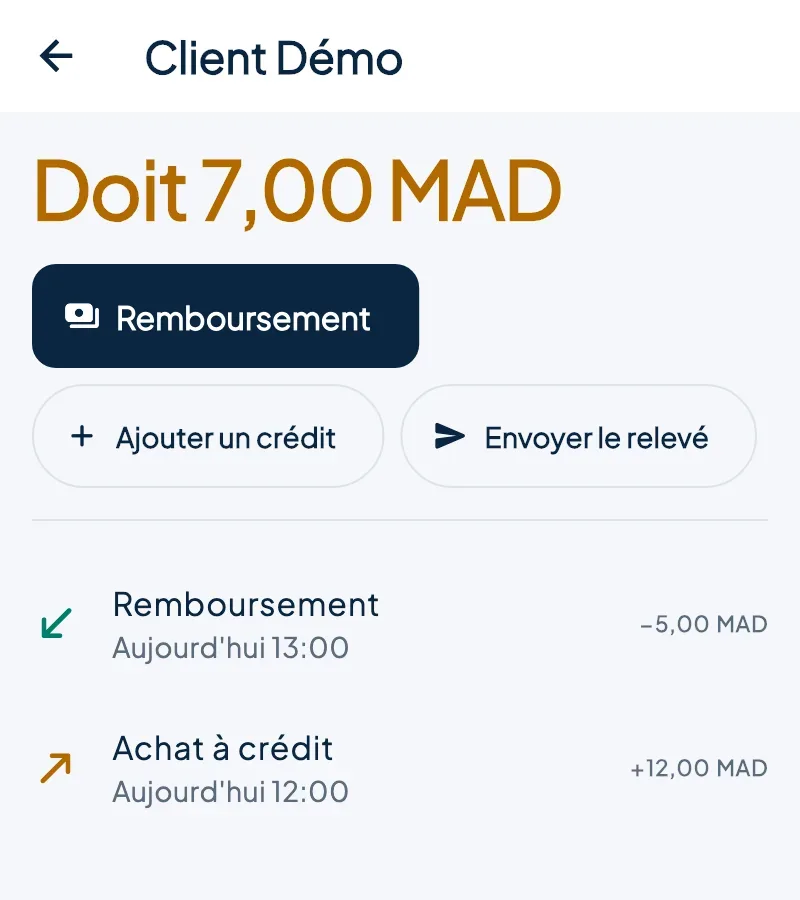 Client Démo
Doit 7,00 MAD
Remboursement
Ajouter un crédit
Envoyer le relevé
Remboursement
Aujourd'hui 13:00
−5,00 MAD
Achat à crédit
Aujourd'hui 12:00
+12,00 MAD